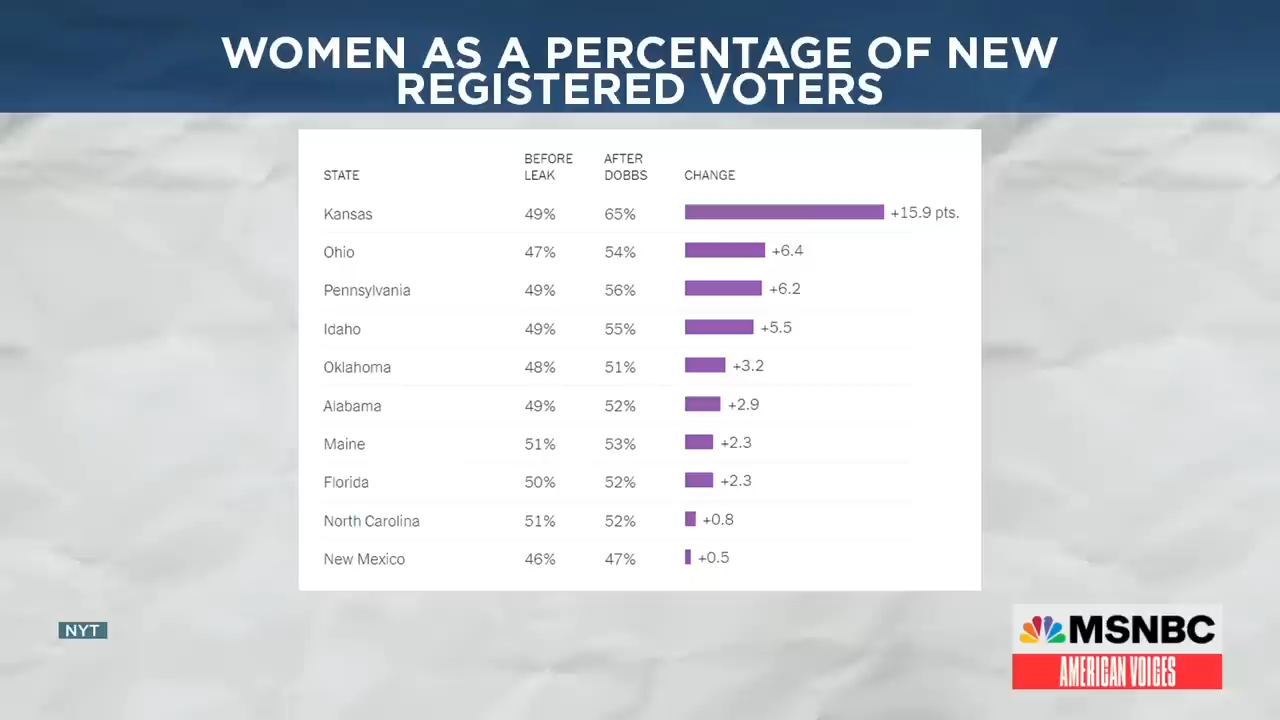 WOMEN AS A PERCENTAGE OF NEW
REGISTERED VOTERS
STATE BEFORE LEAK AFTER DOBBS CHANGE
Kansas 49% 65% +15.9 pts.
Ohio 47% 54% +6.4
Pennsylvania 49% 56% +6.2
Idaho 49% 55% +5.5
Oklahoma 48% 51% +3.2
Alabama 49% 52% +2.9
Maine 51% 53% +2.3
Florida 50% 52% +2.3
North Carolina 51% 52% +0.8
New Mexico 46% 47% +0.5
NYT
MSNBC
AMERICAN VOICES